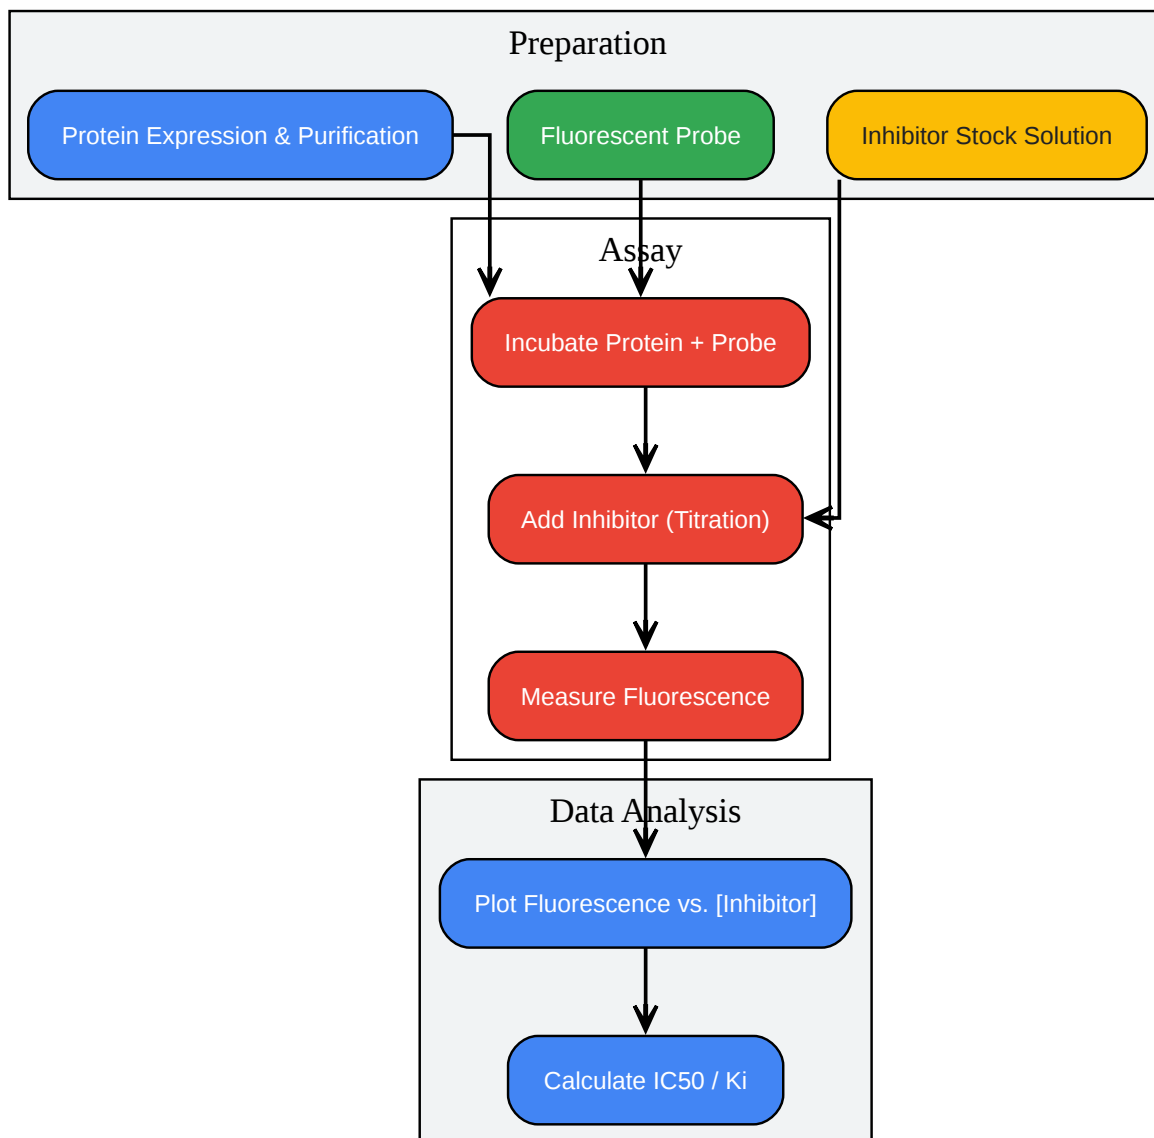 Preparation
Protein Expression & Purification
Fluorescent Probe
Inhibitor Stock Solution
Assay
Incubate Protein + Probe
Add Inhibitor (Titration)
Measure Fluorescence
Data Analysis
Plot Fluorescence vs. [Inhibitor]
Calculate IC50 / Ki